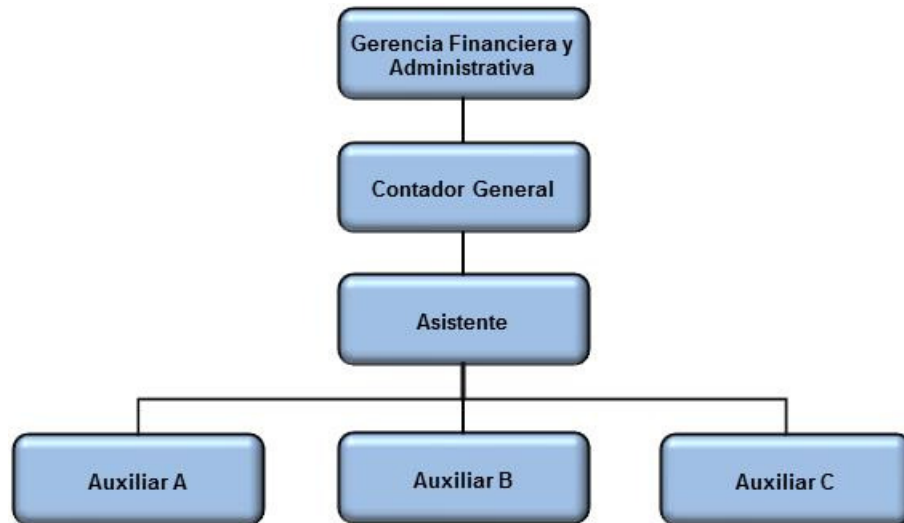 Gerencia Financiera y
Administrativa
Contador General
Asistente
Auxiliar A
Auxiliar B
Auxiliar C